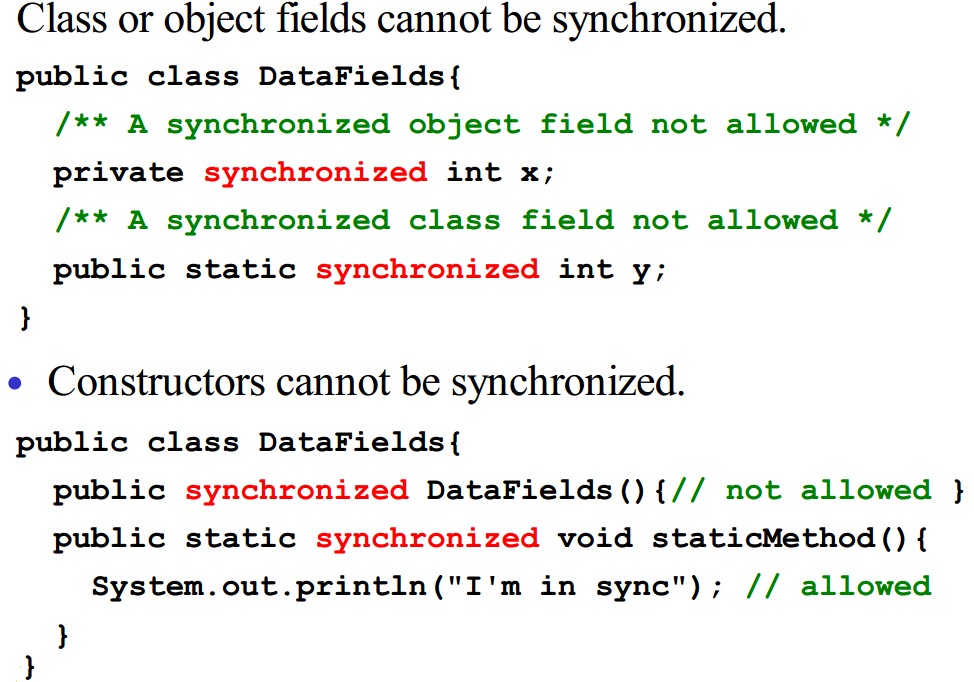 Class or object fields cannot be synchronized.
public class DataFields{
/** A synchronized object field not allowed */
private synchronized int x;
/** A synchronized class field not allowed */
public static synchronized int y;
}
• Constructors cannot be synchronized.
public class DataFields{
public synchronized DataFields(){// not allowed }
public static synchronized void staticMethod(){
System.out.println("I'm in sync"); // allowed
}
}